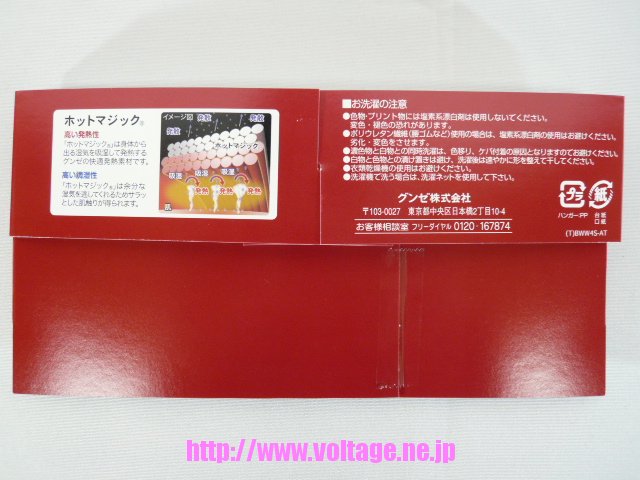 ホットマジック®
高い発熱性
「ホットマジック®」は身体から
出る湿気を吸湿して発熱する
グンゼの快適発熱素材です。
高い調湿性
「ホットマジック®」は余分な
湿気を逃してくれるためサラッ
とした肌触りが得られます。
イメージ図 発散 発散
発散
ホットマジック
吸湿 吸湿 吸湿
発熱 発熱 発熱
肌
■お洗濯の注意
●色物・プリント物には塩素系漂白剤は使用しないでください。
変色・褪色の恐れがあります。
●ポリウレタン繊維(腰ゴムなど)使用の場合は、塩素系漂白剤の使用はお避けください。
劣化・変色をさせます。
●濃色物と白物との同時洗濯は、色移り、ケバ付着の原因となりますのでお避けください。
●白物と色物との漬け置きは避け、洗濯後は速やかに形を整えて干してください。
●衣類乾燥機の使用はお避けください。
●洗濯機で洗う場合は、洗濯ネットを使用して下さい。
グンゼ株式会社
〒103-0027 東京都中央区日本橋2丁目10-4
お客様相談室 フリーダイヤル 0120-167874
プラ 紙
ハンガー:PP 台紙
口紙
(T)BWW4S-AT
http://www.voltage.ne.jp